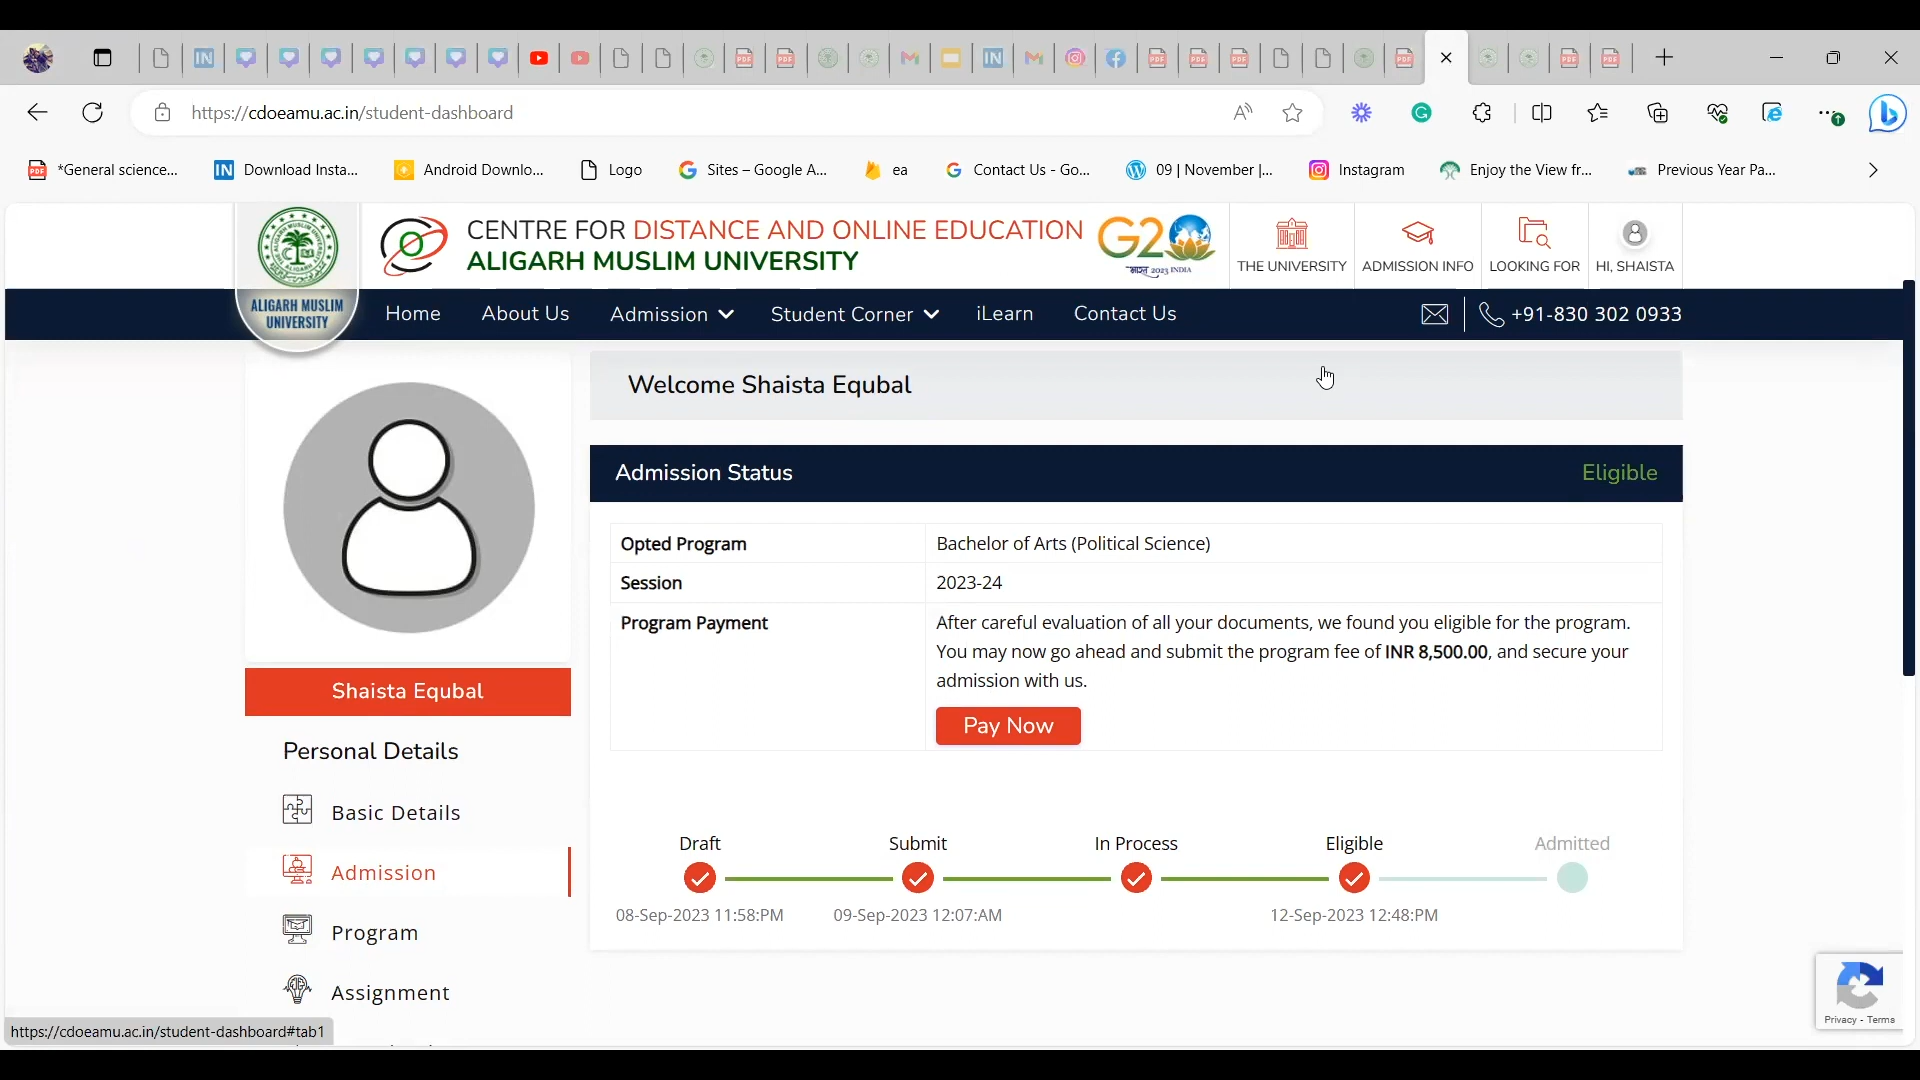 https://cdoeamu.ac.in/student-dashboard
*General science...
Download Insta...
Android Downlo...
Logo
Sites – Google A...
ea
Contact Us - Go...
09 | November |...
Instagram
Enjoy the View fr...
Previous Year Pa...
CENTRE FOR DISTANCE AND ONLINE EDUCATION
ALIGARH MUSLIM UNIVERSITY
G20
भारत 2023 INDIA
THE UNIVERSITY
ADMISSION INFO
LOOKING FOR
HI, SHAISTA
ALIGARH MUSLIM
UNIVERSITY
Home
About Us
Admission
Student Corner
iLearn
Contact Us
+91-830 302 0933
Welcome Shaista Equbal
Admission Status
Eligible
Opted Program
Bachelor of Arts (Political Science)
Session
2023-24
Program Payment
After careful evaluation of all your documents, we found you eligible for the program.
You may now go ahead and submit the program fee of INR 8,500.00, and secure your
admission with us.
Pay Now
Shaista Equbal
Personal Details
Basic Details
Admission
Program
Assignment
Draft
Submit
In Process
Eligible
Admitted
08-Sep-2023 11:58:PM
09-Sep-2023 12:07:AM
12-Sep-2023 12:48:PM
https://cdoeamu.ac.in/student-dashboard#tab1
Privacy - Terms